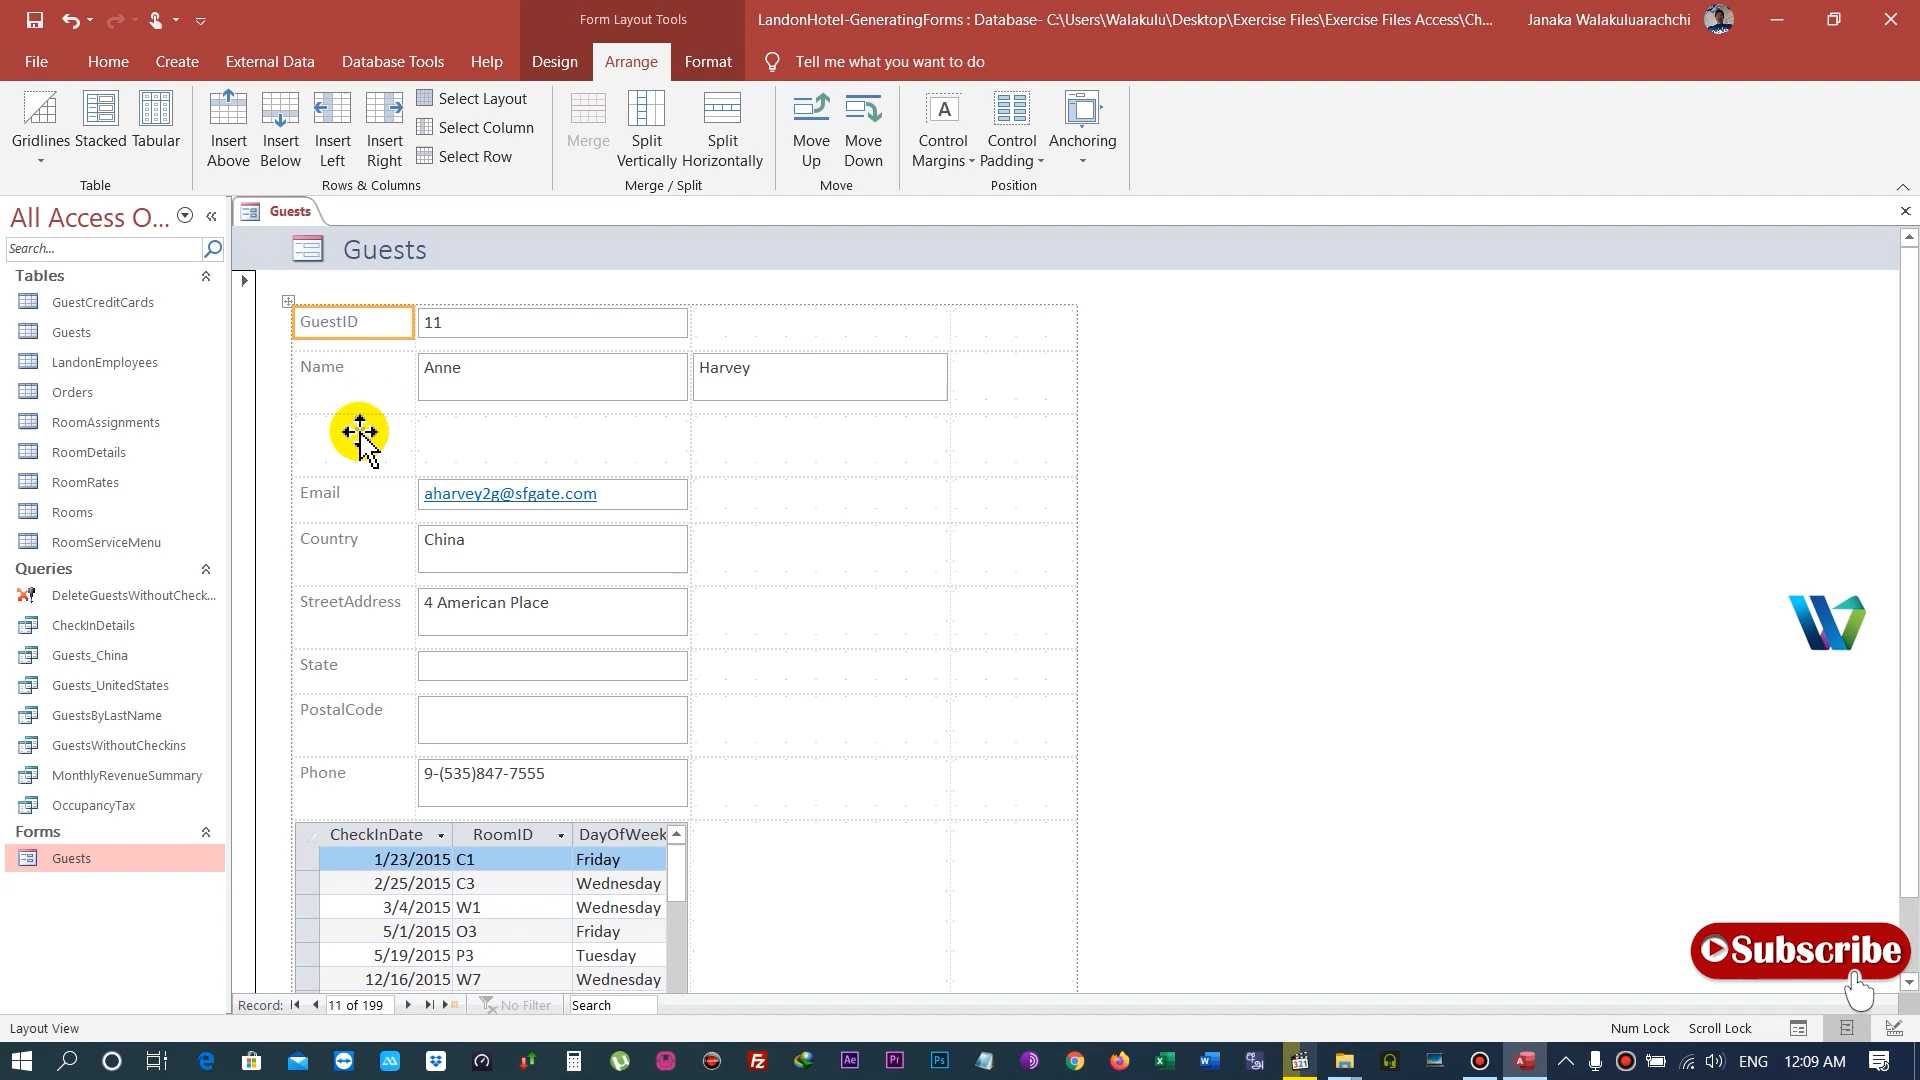 Form Layout Tools
LandonHotel-GeneratingForms : Database- C:\Users\Walakulu\Desktop\Exercise Files\Exercise Files Access\Ch...
Janaka Walakuluarachchi
File
Home
Create
External Data
Database Tools
Help
Design
Arrange
Format
Tell me what you want to do
Gridlines
Stacked
Tabular
Insert Above
Insert Below
Insert Left
Insert Right
Select Layout
Select Column
Select Row
Merge
Split Vertically
Split Horizontally
Move Up
Move Down
Control Margins
Control Padding
Anchoring
Table
Rows & Columns
Merge / Split
Move
Position
All Access O...
Search...
Tables
GuestCreditCards
Guests
LandonEmployees
Orders
RoomAssignments
RoomDetails
RoomRates
Rooms
RoomServiceMenu
Queries
DeleteGuestsWithoutCheck...
CheckInDetails
Guests_China
Guests_UnitedStates
GuestsByLastName
GuestsWithoutCheckins
MonthlyRevenueSummary
OccupancyTax
Forms
Guests
Guests
Guests
GuestID 11
Name Anne Harvey
Email aharvey2g@sfgate.com
Country China
StreetAddress 4 American Place
State
PostalCode
Phone 9-(535)847-7555
CheckInDate RoomID DayOfWeek
1/23/2015 C1 Friday
2/25/2015 C3 Wednesday
3/4/2015 W1 Wednesday
5/1/2015 O3 Friday
5/19/2015 P3 Tuesday
12/16/2015 W7 Wednesday
Subscribe
Record: 11 of 199 No Filter Search
Layout View
Num Lock Scroll Lock
ENG 12:09 AM